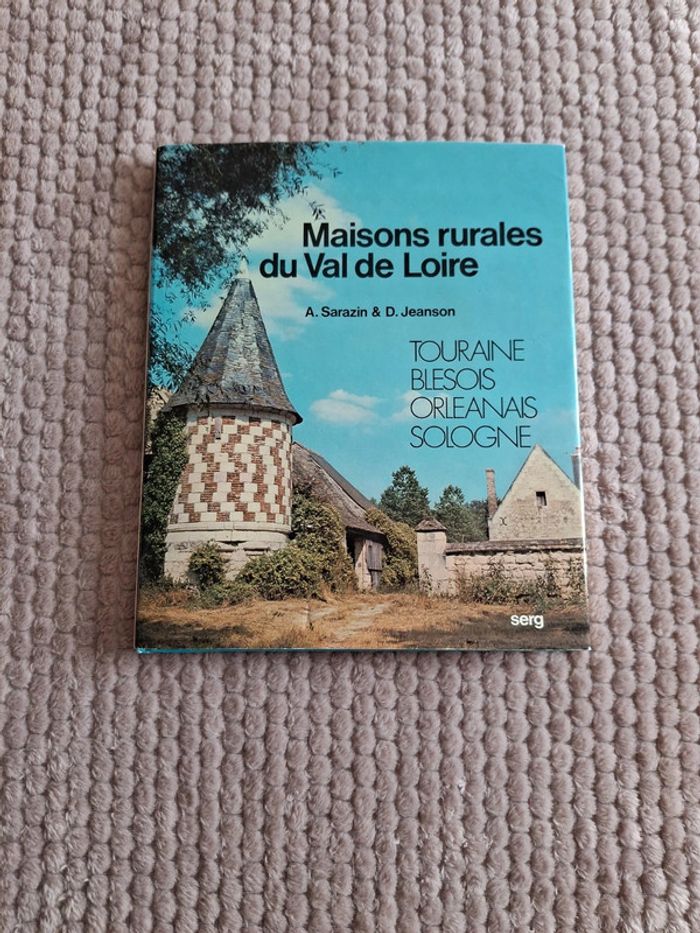 Maisons rurales
du Val de Loire
A. Sarazin & D. Jeanson
TOURAINE
BLESOIS
ORLEANAIS
SOLOGNE
serg